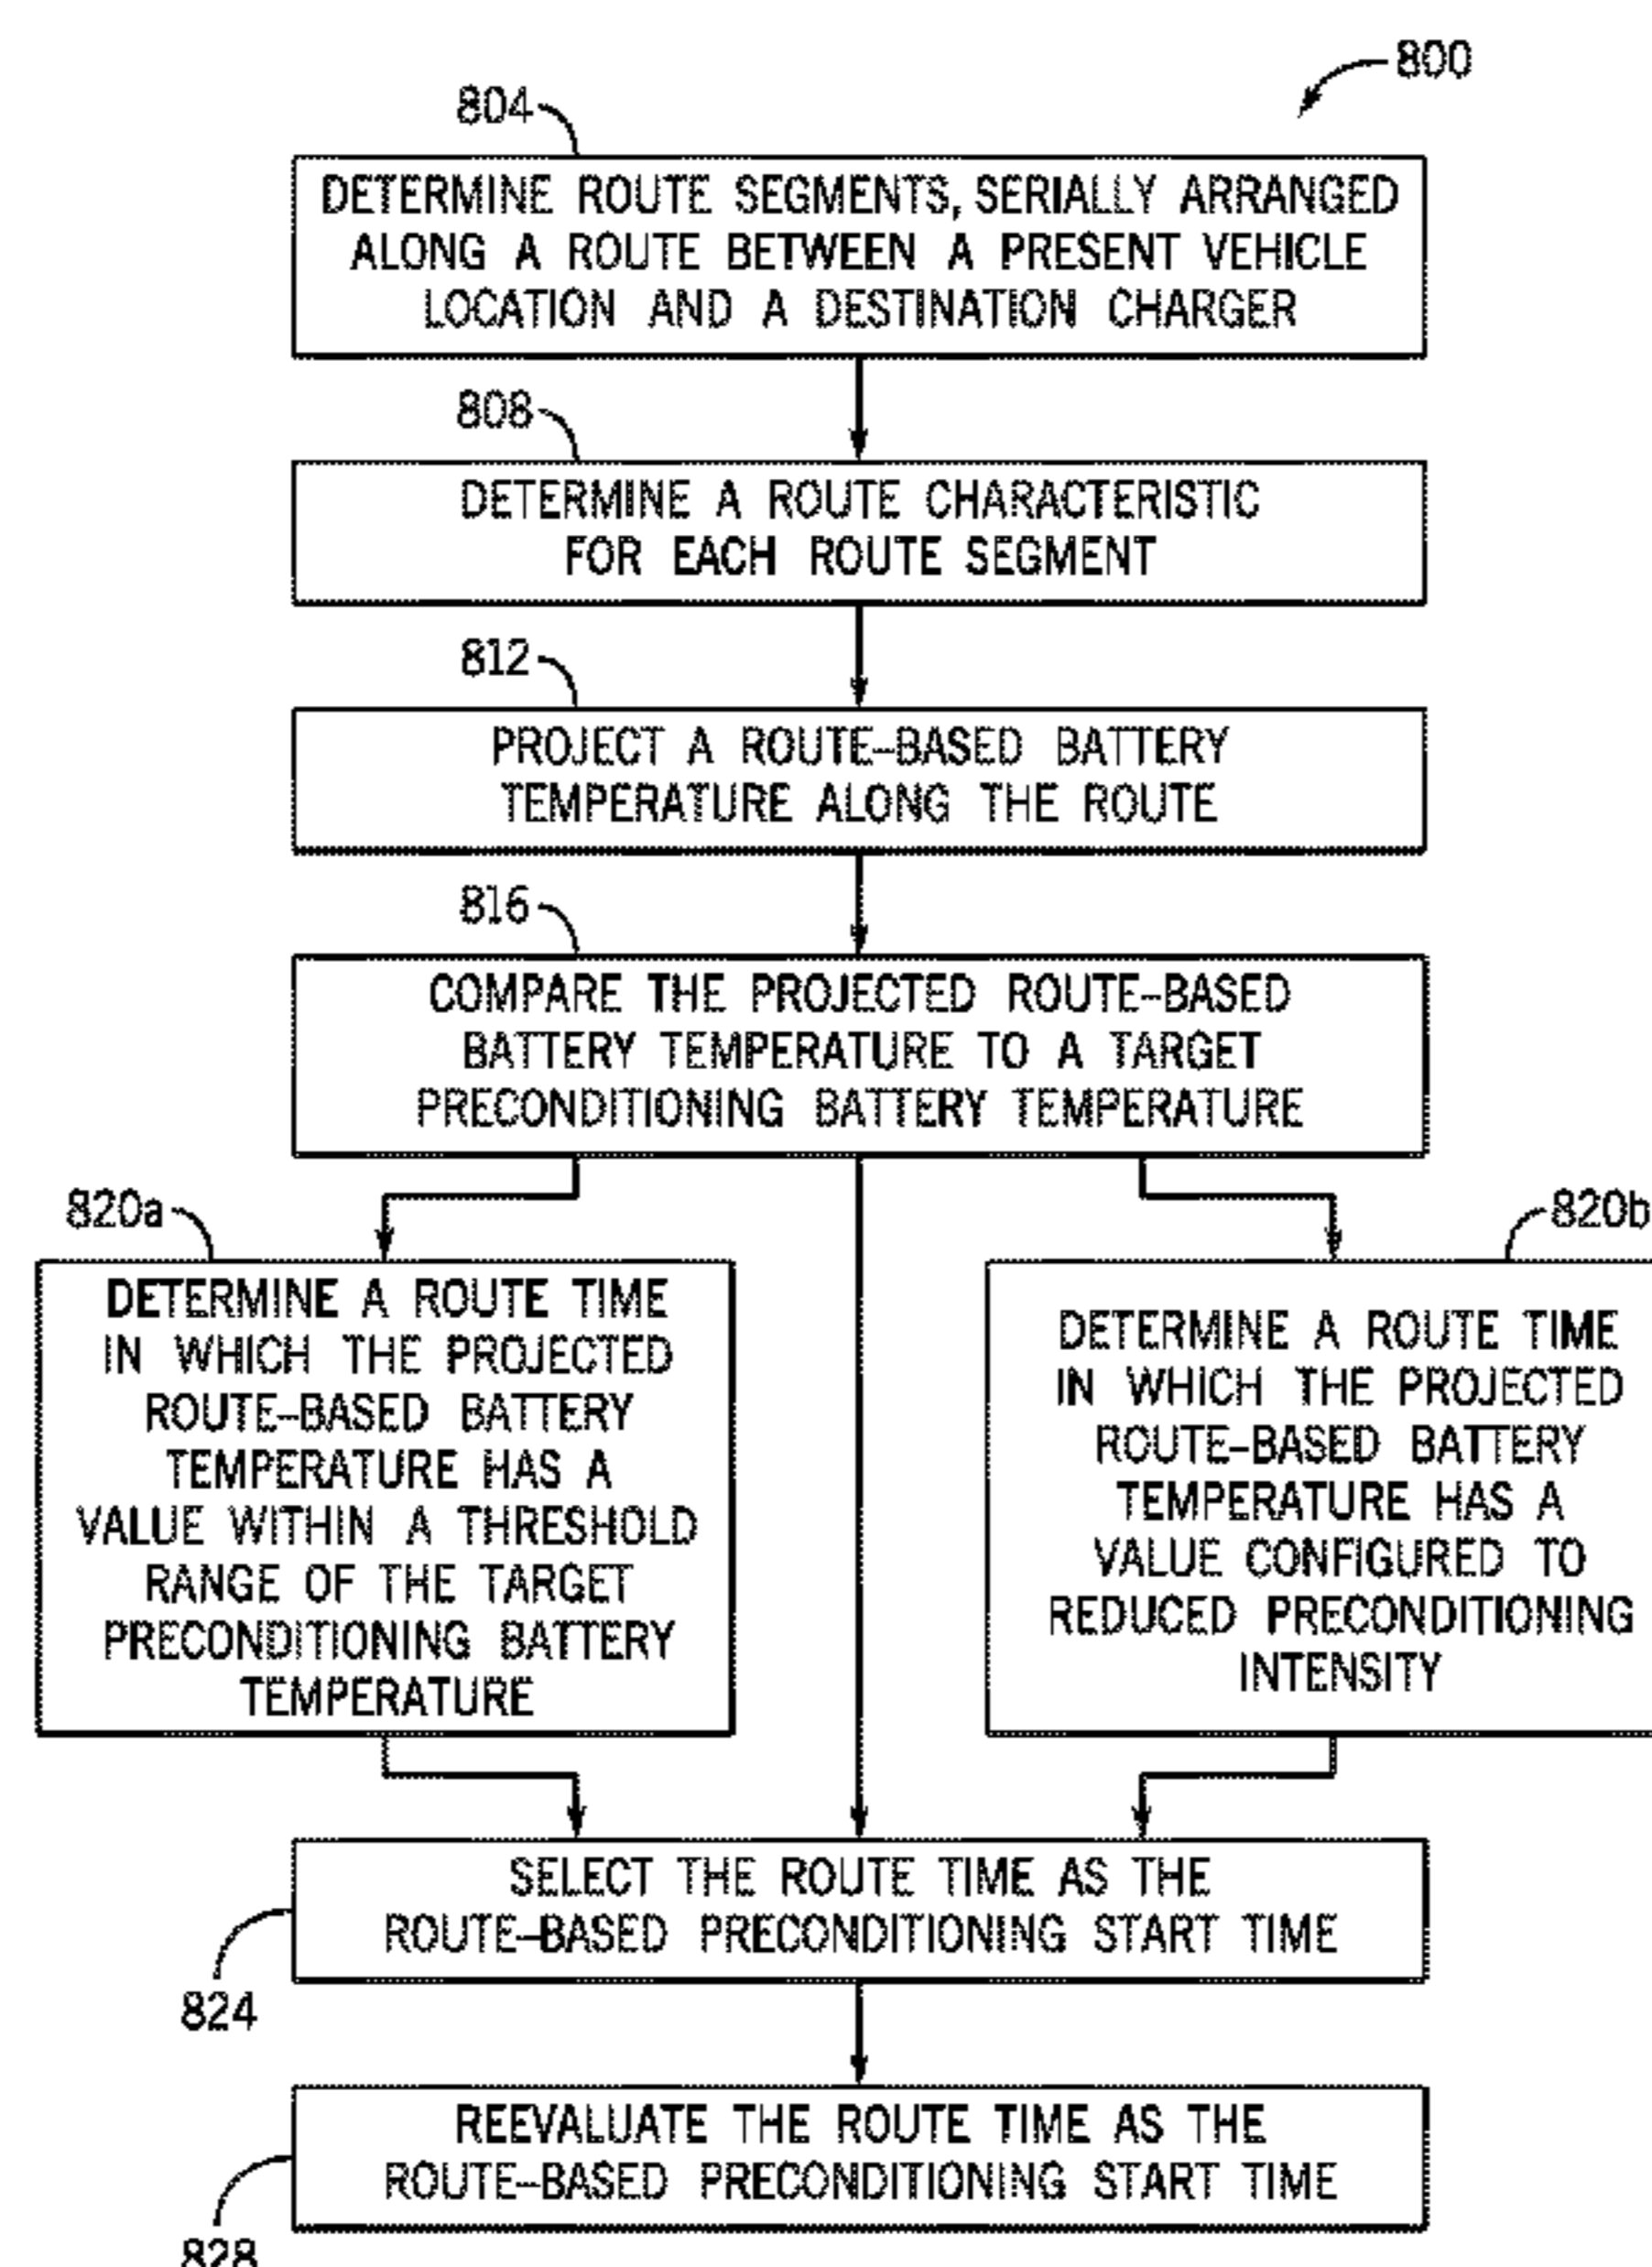 800
804
DETERMINE ROUTE SEGMENTS, SERIALLY ARRANGED
ALONG A ROUTE BETWEEN A PRESENT VEHICLE
LOCATION AND A DESTINATION CHARGER
808
DETERMINE A ROUTE CHARACTERISTIC
FOR EACH ROUTE SEGMENT
812
PROJECT A ROUTE-BASED BATTERY
TEMPERATURE ALONG THE ROUTE
816
COMPARE THE PROJECTED ROUTE-BASED
BATTERY TEMPERATURE TO A TARGET
PRECONDITIONING BATTERY TEMPERATURE
820a
DETERMINE A ROUTE TIME
IN WHICH THE PROJECTED
ROUTE-BASED BATTERY
TEMPERATURE HAS A
VALUE WITHIN A THRESHOLD
RANGE OF THE TARGET
PRECONDITIONING BATTERY
TEMPERATURE
820b
DETERMINE A ROUTE TIME
IN WHICH THE PROJECTED
ROUTE-BASED BATTERY
TEMPERATURE HAS A
VALUE CONFIGURED TO
REDUCED PRECONDITIONING
INTENSITY
SELECT THE ROUTE TIME AS THE
ROUTE-BASED PRECONDITIONING START TIME
824
REEVALUATE THE ROUTE TIME AS THE
ROUTE-BASED PRECONDITIONING START TIME
828